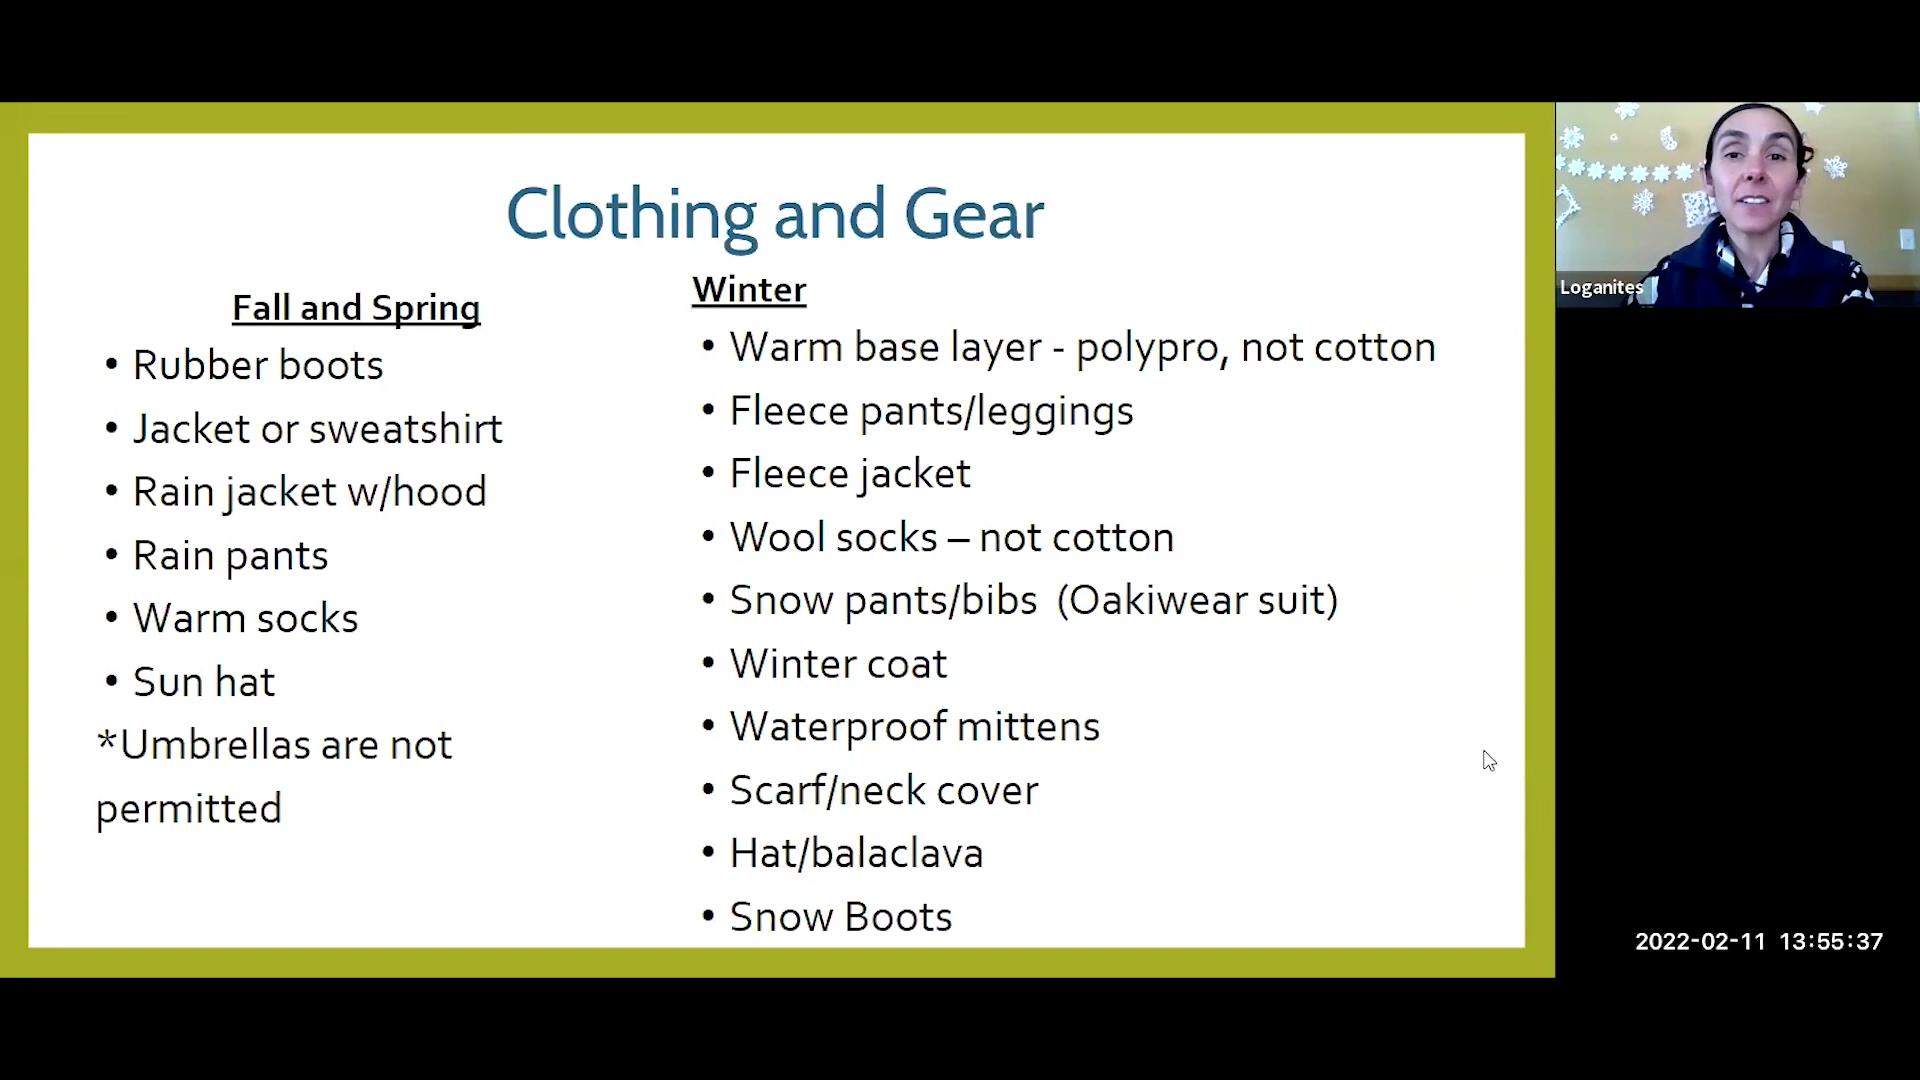 Clothing and Gear
Fall and Spring
• Rubber boots
• Jacket or sweatshirt
• Rain jacket w/hood
• Rain pants
• Warm socks
• Sun hat
*Umbrellas are not
permitted
Winter
• Warm base layer - polypro, not cotton
• Fleece pants/leggings
• Fleece jacket
• Wool socks – not cotton
• Snow pants/bibs  (Oakiwear suit)
• Winter coat
• Waterproof mittens
• Scarf/neck cover
• Hat/balaclava
• Snow Boots
Loganites
2022-02-11 13:55:37